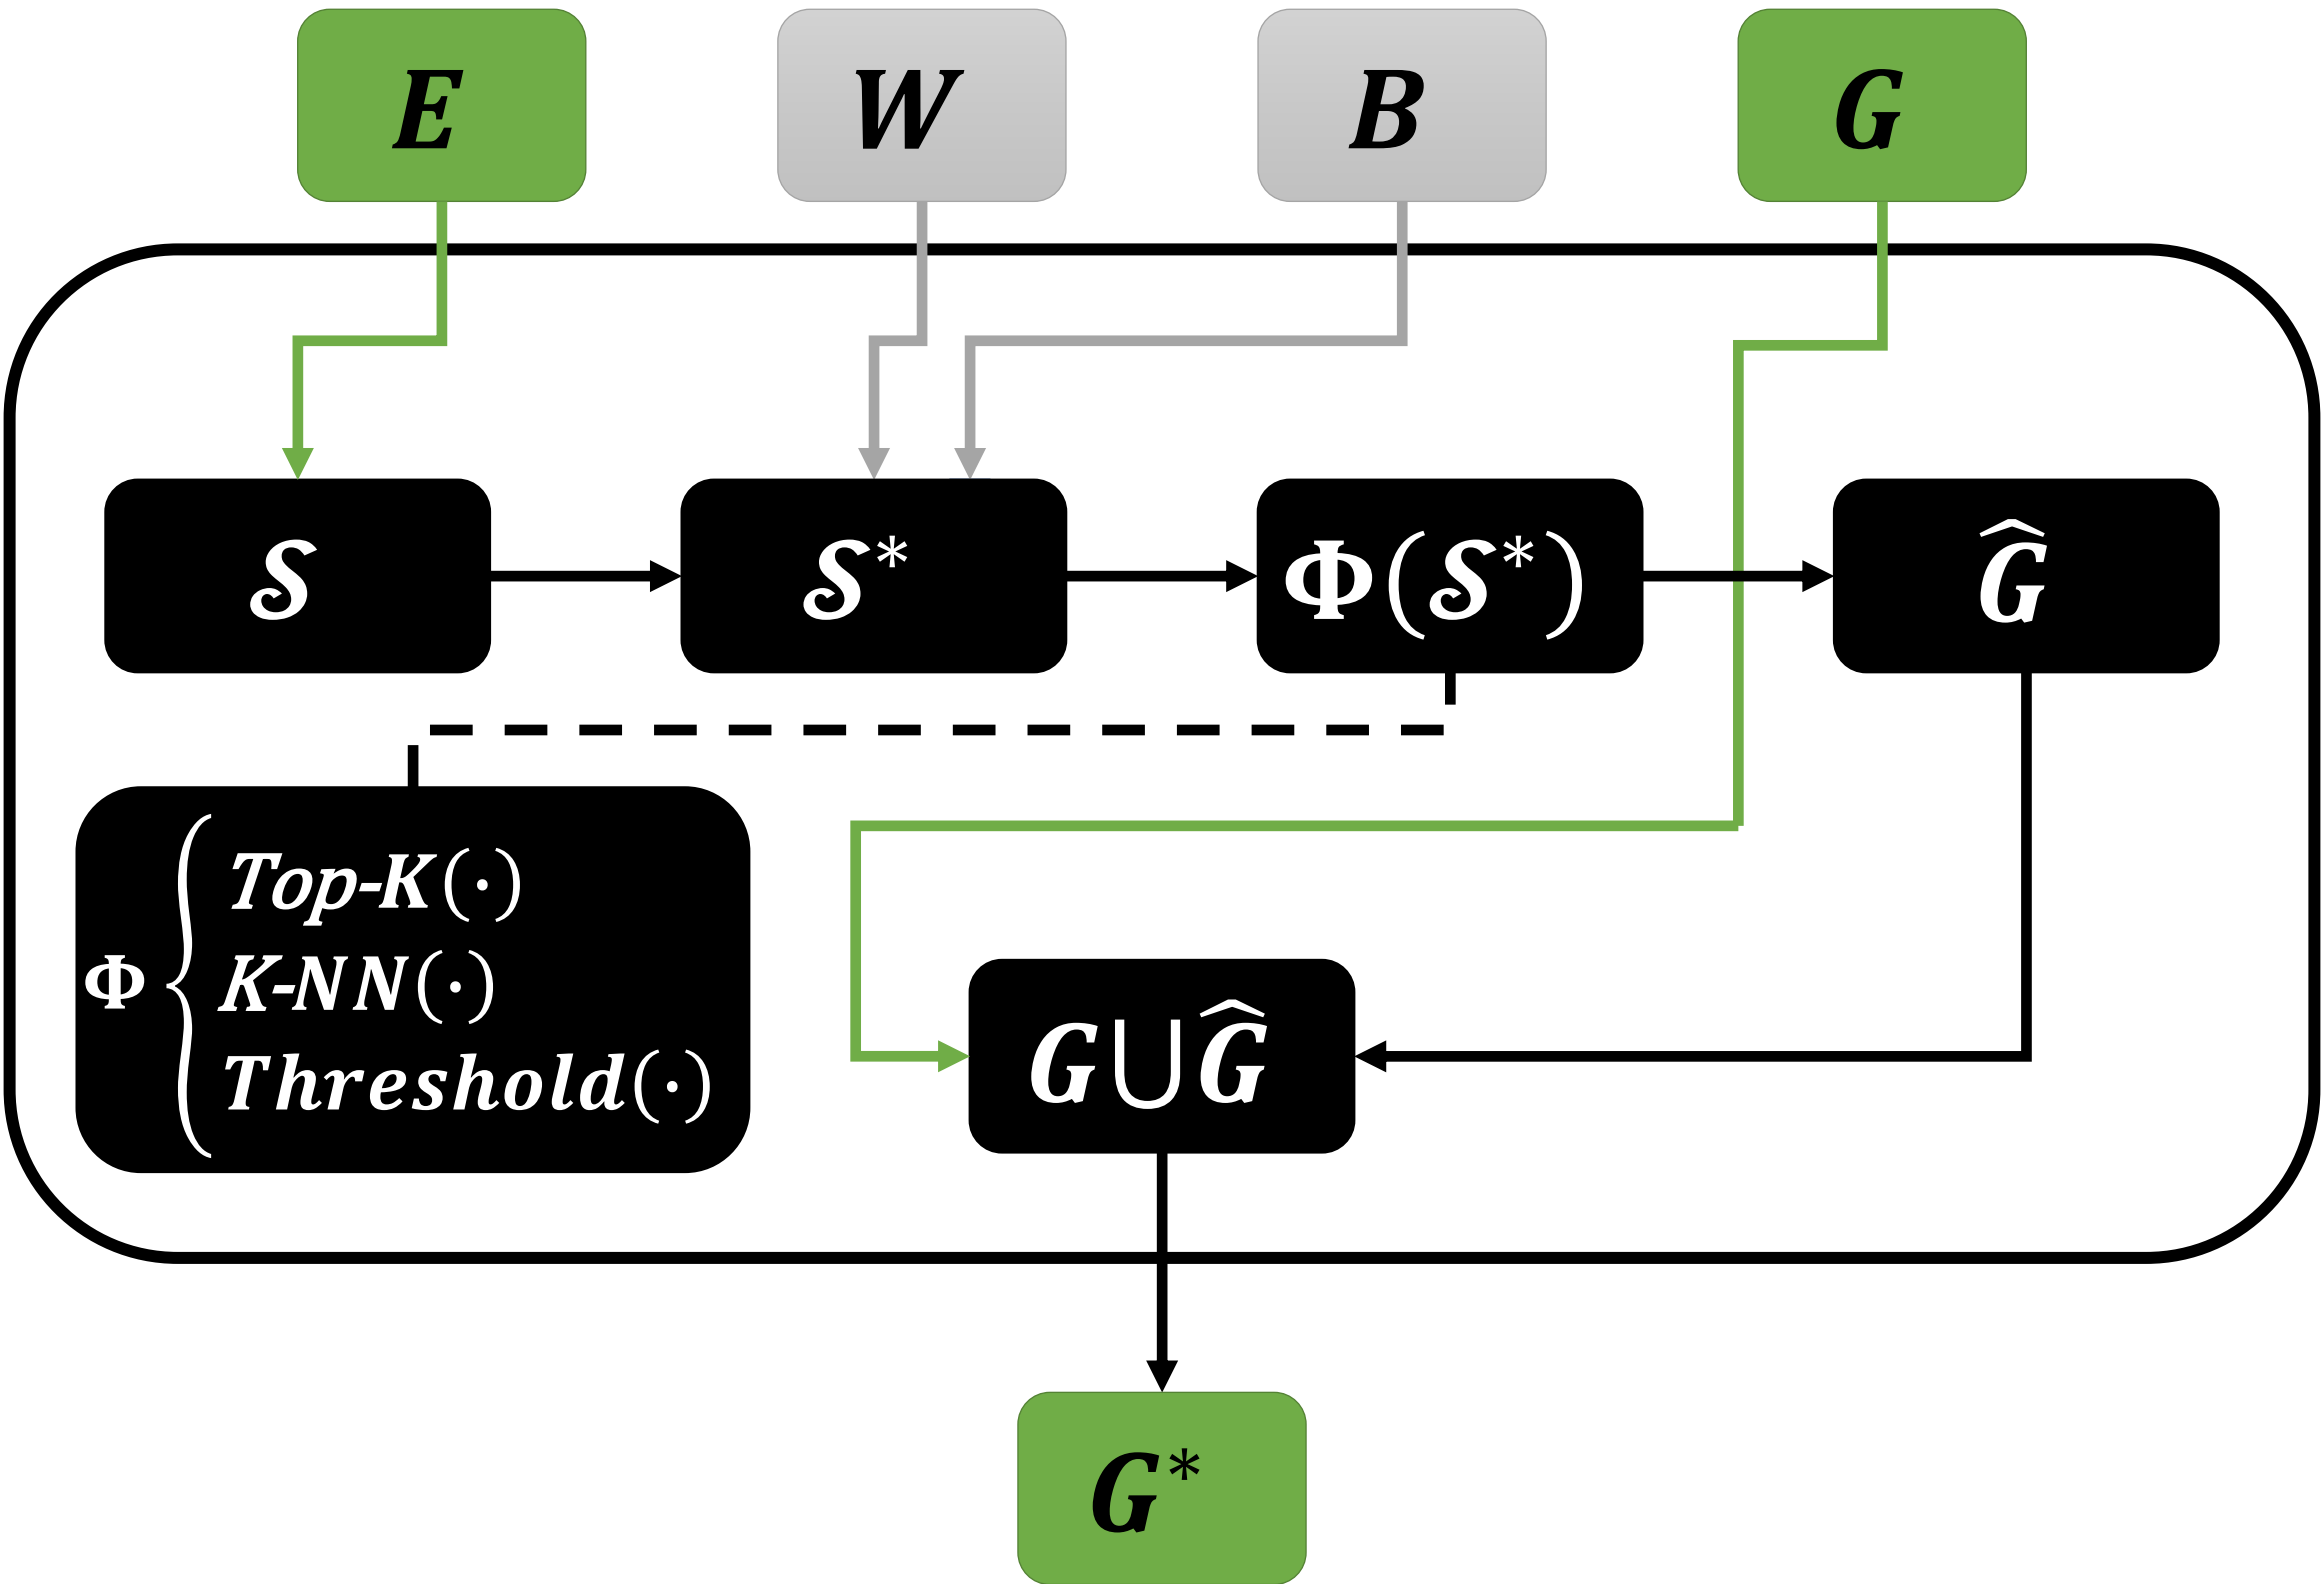 E
W
B
G
𝒮
𝒮*
Φ(𝒮*)
Ĝ
Φ {
Top-K(·)
K-NN(·)
Threshold(·)
G∪Ĝ
G*